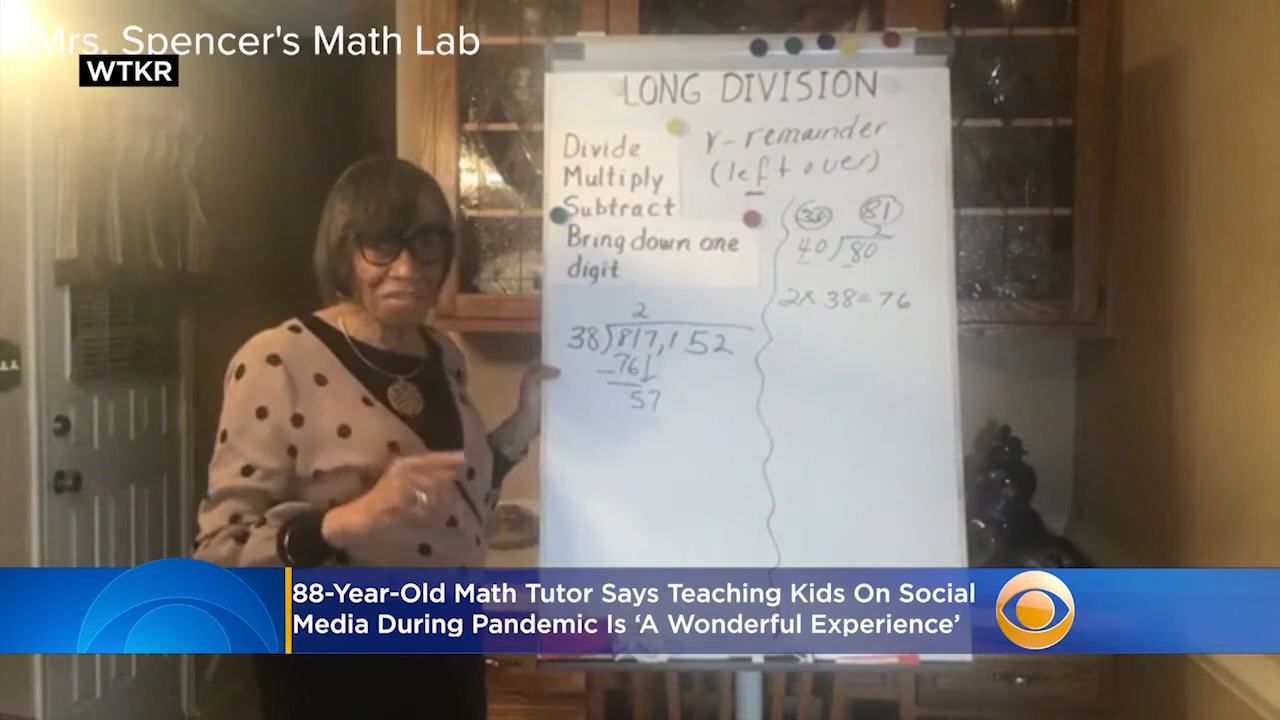 Mrs. Spencer's Math Lab
WTKR
LONG DIVISION
Divide
Multiply
Subtract
Bring down one
digit
r-remainder
(left over)
38 81
2
40)80
2x 38=76
2
38)817,152
-76↓
57
88-Year-Old Math Tutor Says Teaching Kids On Social
Media During Pandemic Is ‘A Wonderful Experience’